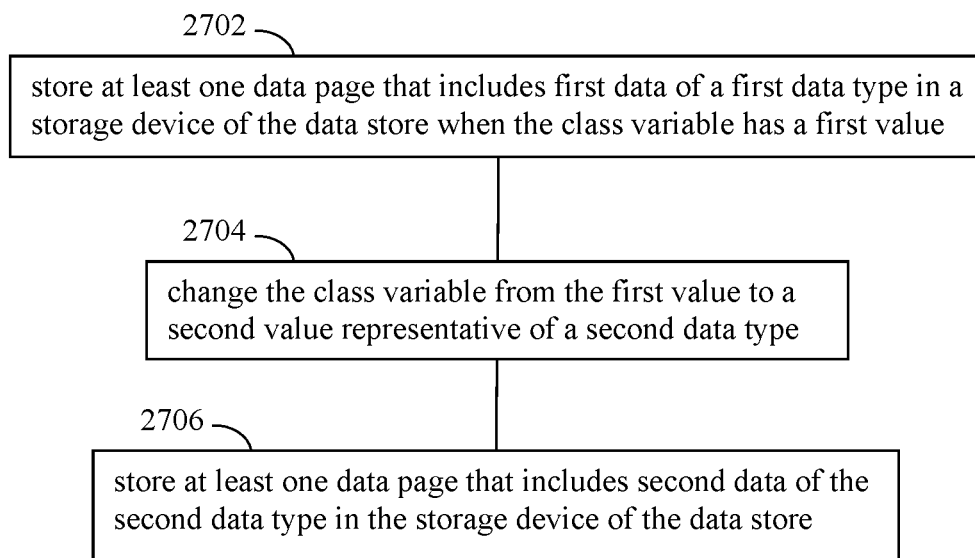 2702
store at least one data page that includes first data of a first data type in a
storage device of the data store when the class variable has a first value
2704
change the class variable from the first value to a
second value representative of a second data type
2706
store at least one data page that includes second data of the
second data type in the storage device of the data store